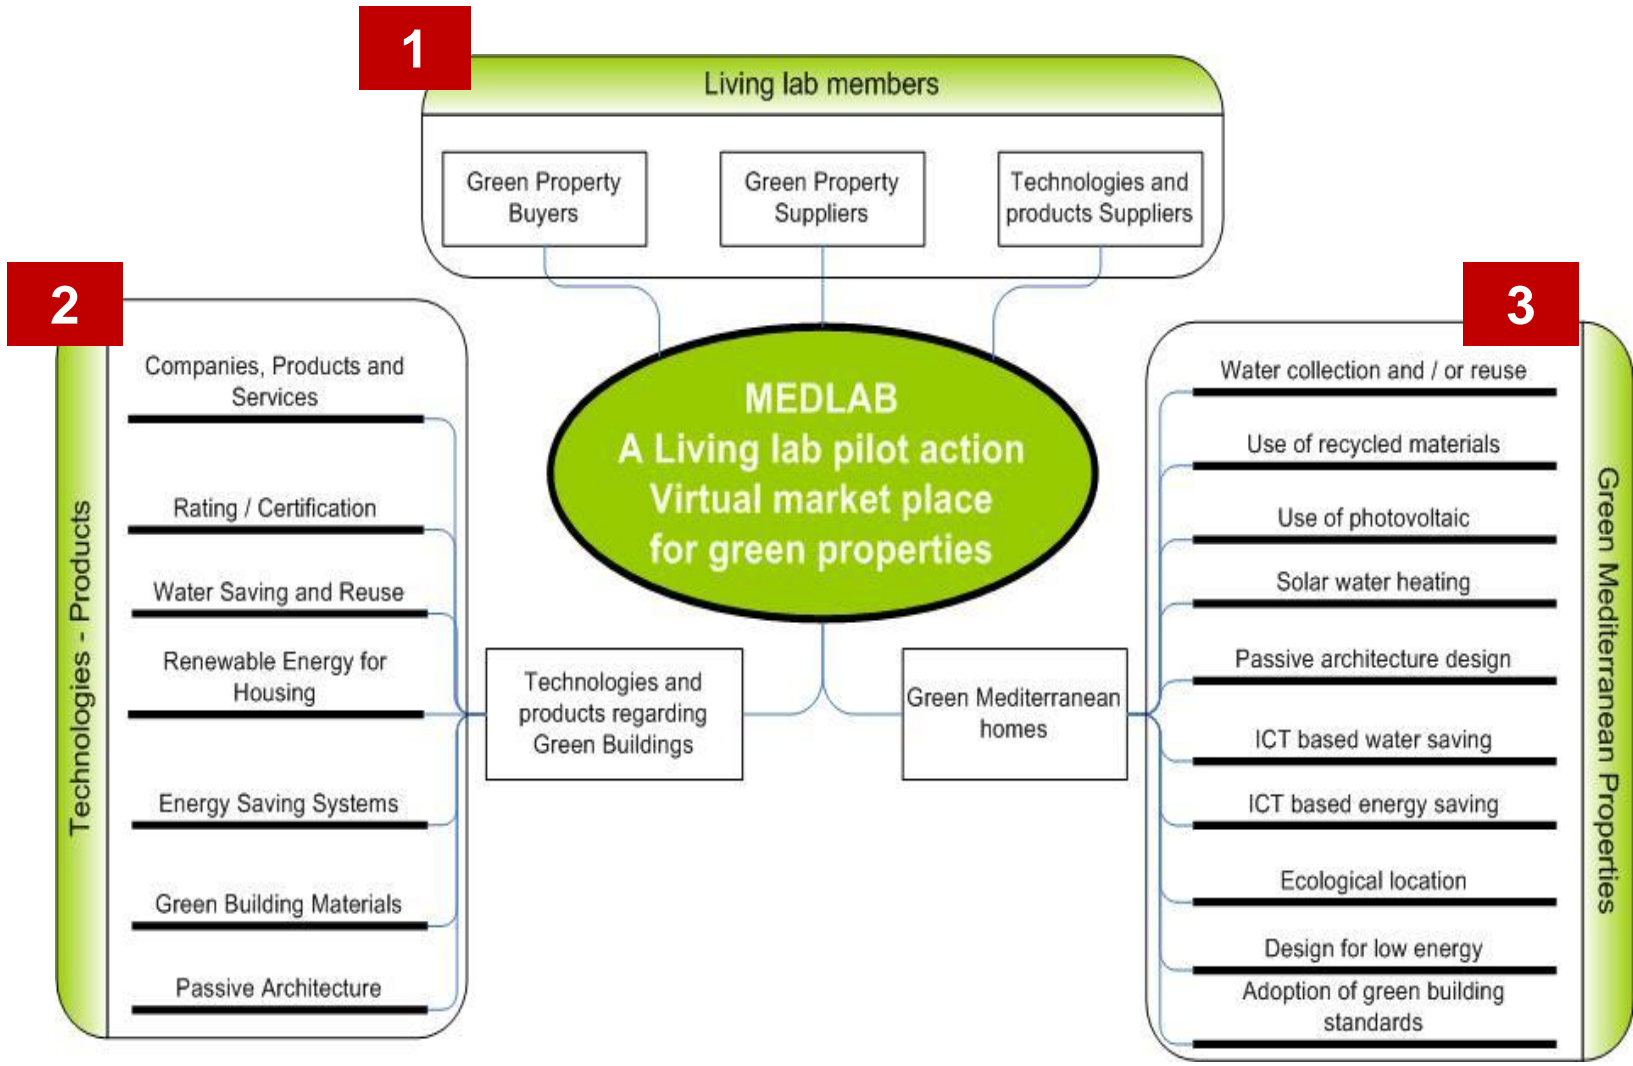 1
Living lab members
Green Property
Buyers
Green Property
Suppliers
Technologies and
products Suppliers
MEDLAB
A Living lab pilot action
Virtual market place
for green properties
2
Technologies - Products
Companies, Products and
Services
Rating / Certification
Water Saving and Reuse
Renewable Energy for
Housing
Energy Saving Systems
Green Building Materials
Passive Architecture
Technologies and
products regarding
Green Buildings
Green Mediterranean
homes
3
Green Mediterranean Properties
Water collection and / or reuse
Use of recycled materials
Use of photovoltaic
Solar water heating
Passive architecture design
ICT based water saving
ICT based energy saving
Ecological location
Design for low energy
Adoption of green building
standards